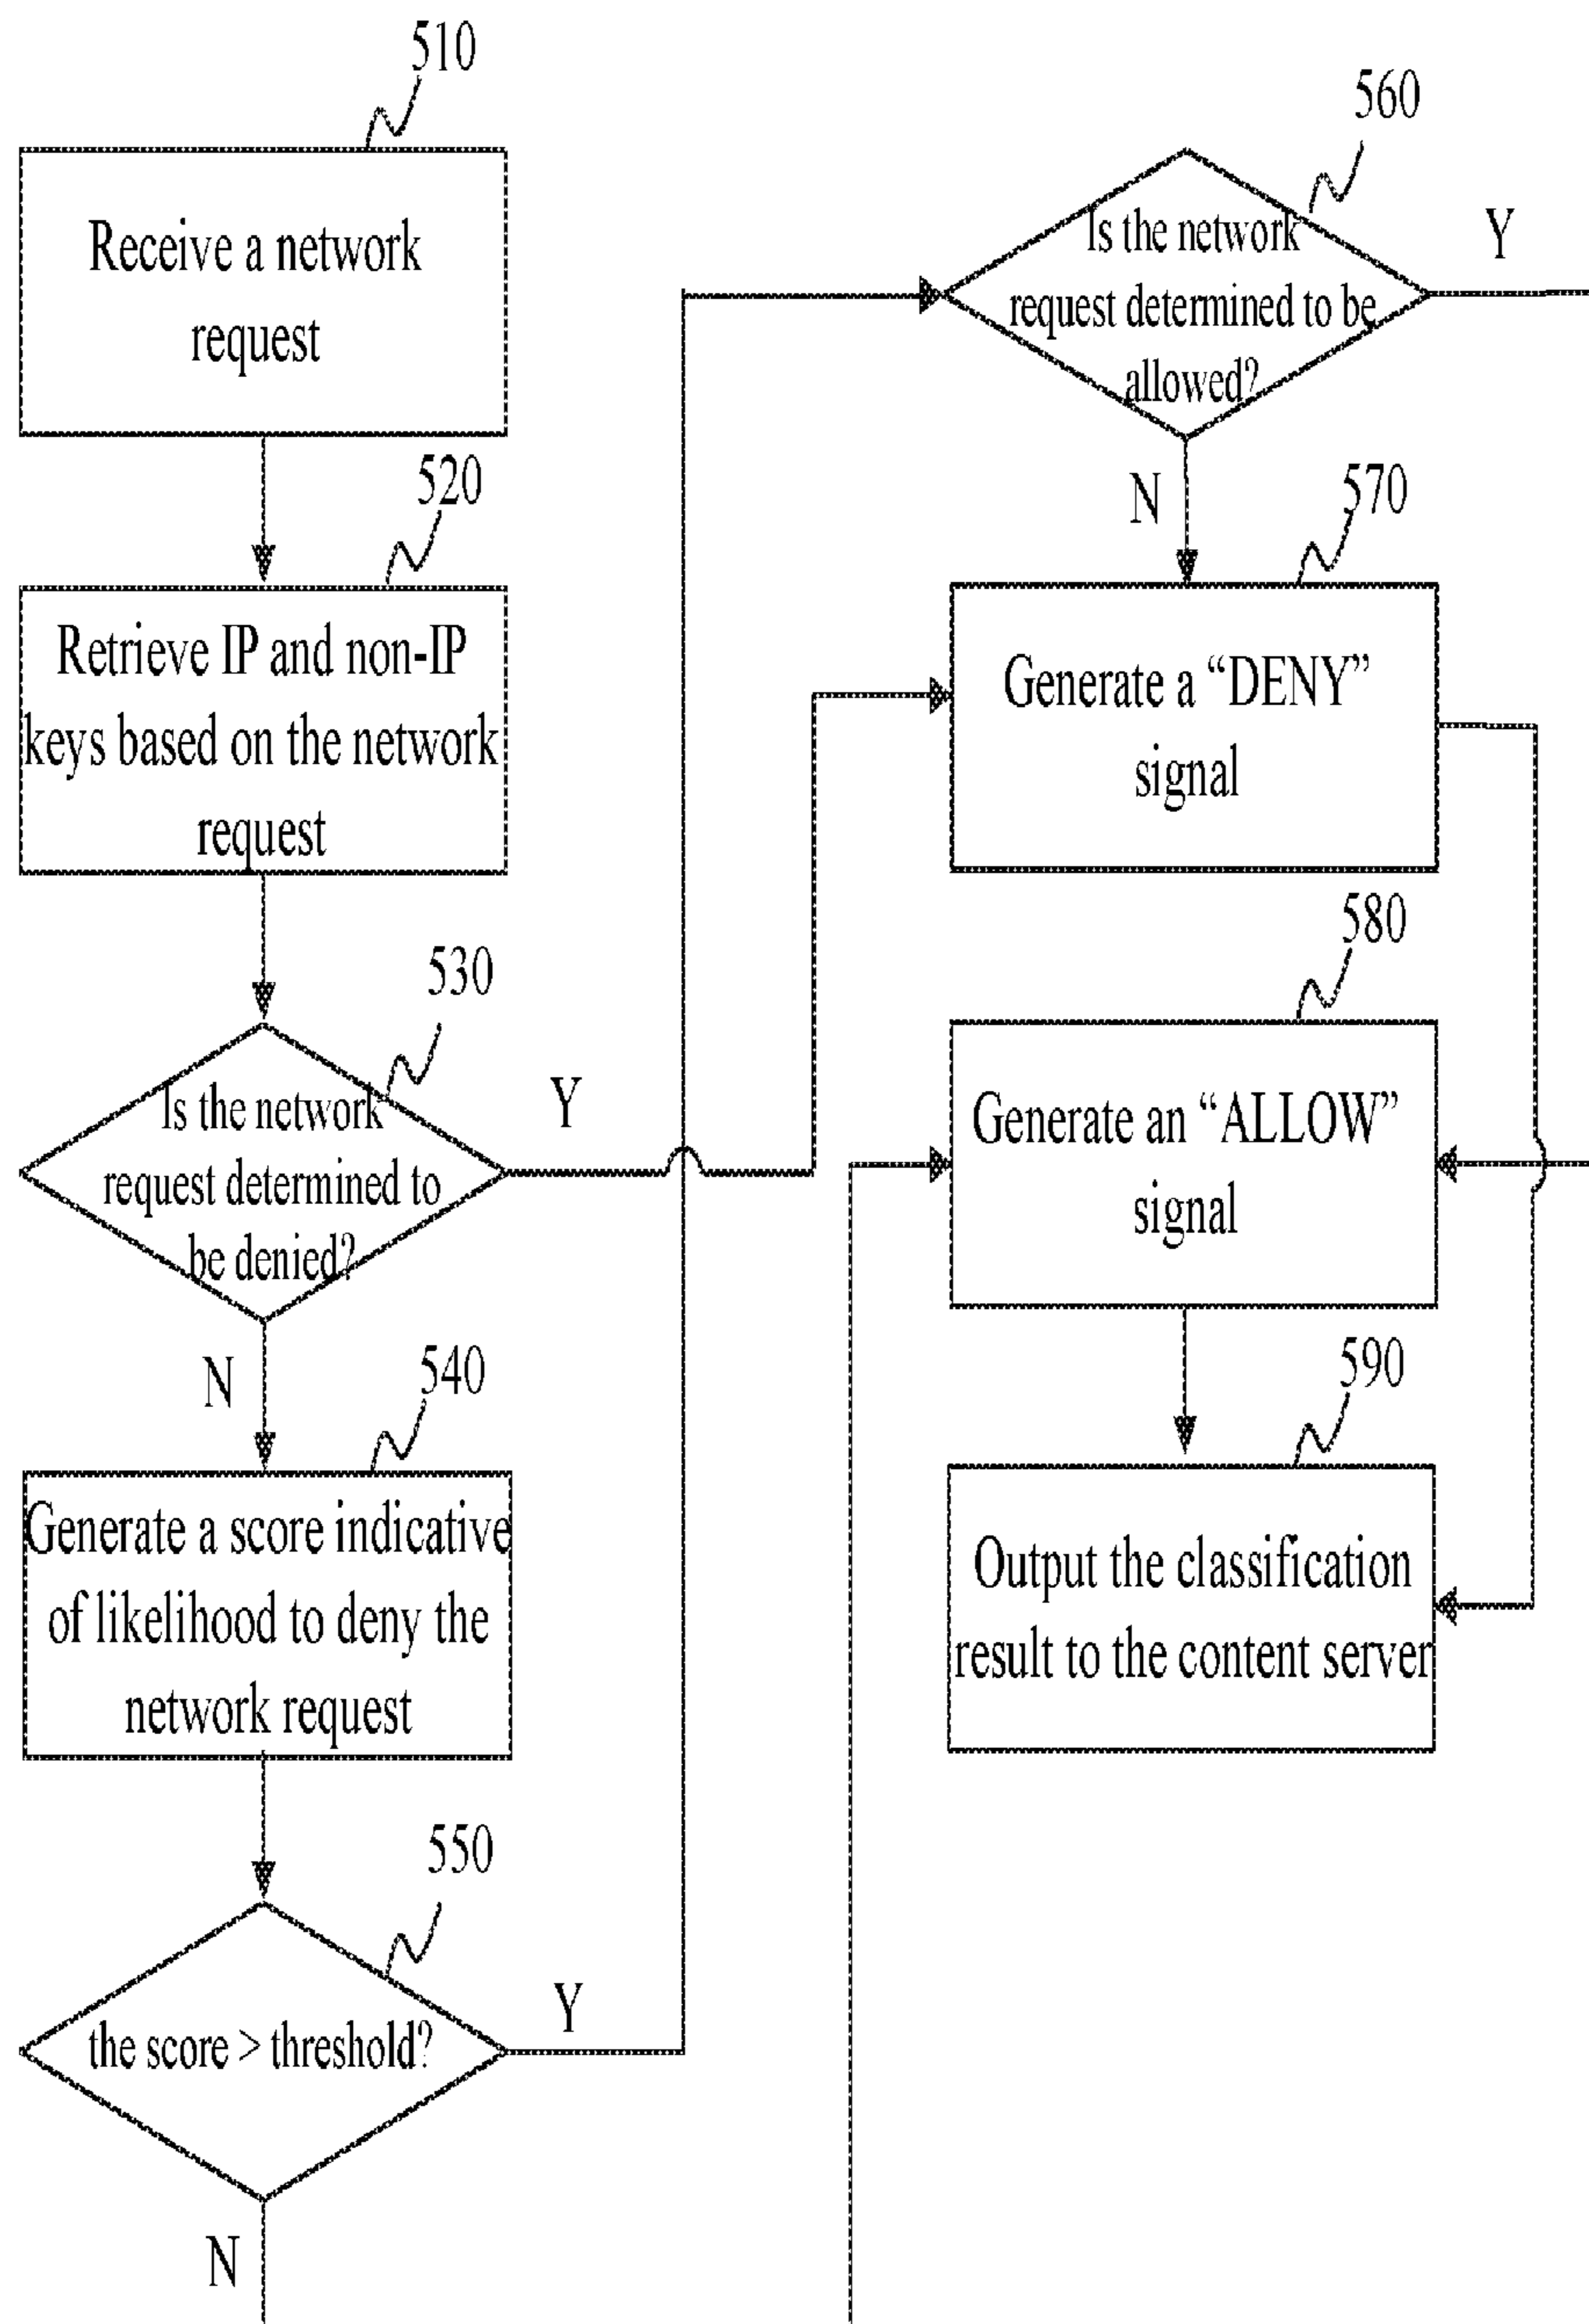 510
Receive a network
request
520
Retrieve IP and non-IP
keys based on the network
request
530
Is the network
request determined to
be denied?
Y
N
540
Generate a score indicative
of likelihood to deny the
network request
550
the score > threshold?
Y
N
560
Is the network
request determined to be
allowed?
Y
N
570
Generate a “DENY”
signal
580
Generate an “ALLOW”
signal
590
Output the classification
result to the content server